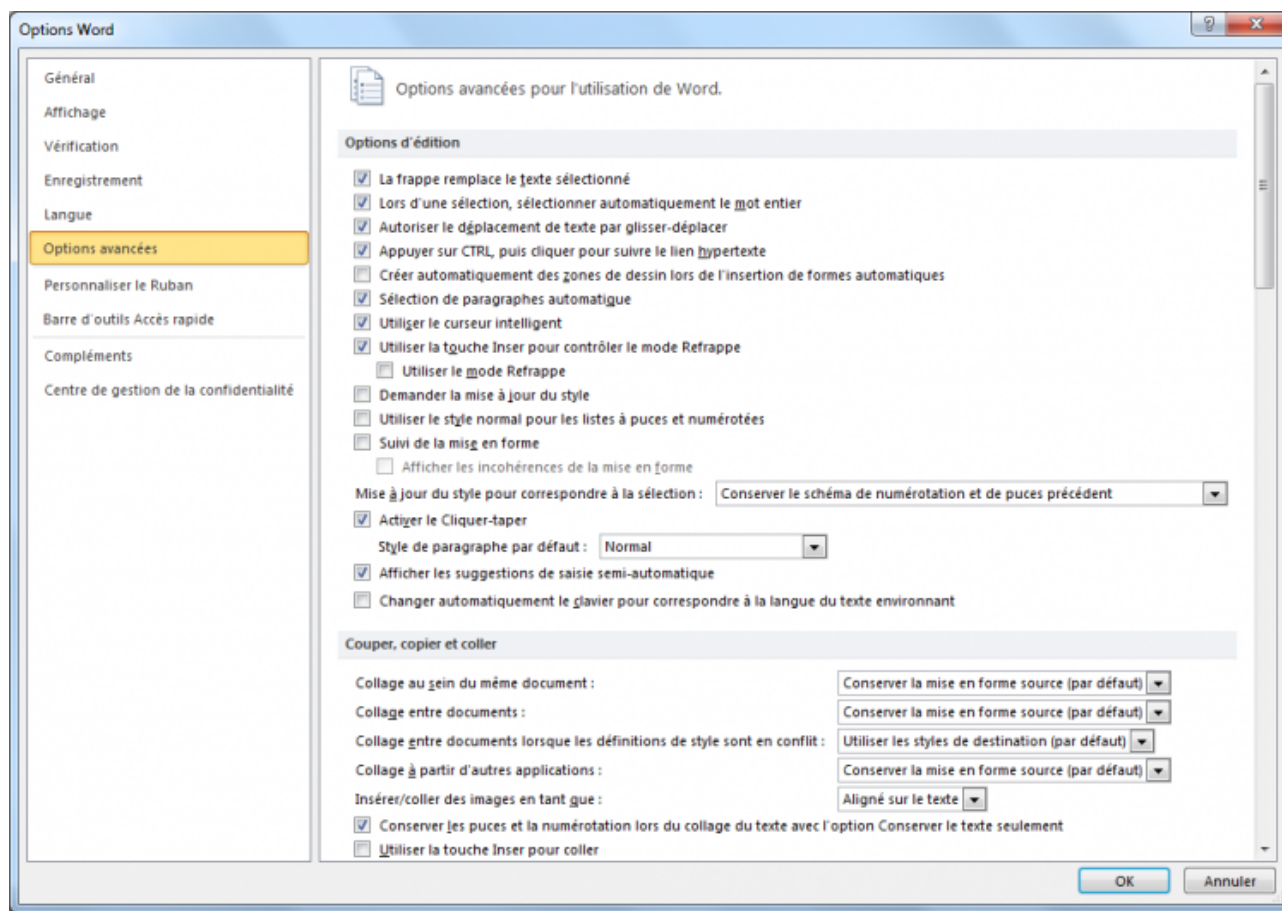 Options Word
Général
Affichage
Vérification
Enregistrement
Langue
Options avancées
Personnaliser le Ruban
Barre d'outils Accès rapide
Compléments
Centre de gestion de la confidentialité
Options avancées pour l'utilisation de Word.
Options d'édition
La frappe remplace le texte sélectionné
Lors d'une sélection, sélectionner automatiquement le mot entier
Autoriser le déplacement de texte par glisser-déplacer
Appuyer sur CTRL, puis cliquer pour suivre le lien hypertexte
Créer automatiquement des zones de dessin lors de l'insertion de formes automatiques
Sélection de paragraphes automatique
Utiliser le curseur intelligent
Utiliser la touche Inser pour contrôler le mode Refrappe
Utiliser le mode Refrappe
Demander la mise à jour du style
Utiliser le style normal pour les listes à puces et numérotées
Suivi de la mise en forme
Afficher les incohérences de la mise en forme
Mise à jour du style pour correspondre à la sélection : Conserver le schéma de numérotation et de puces précédent
Activer le Cliquer-taper
Style de paragraphe par défaut : Normal
Afficher les suggestions de saisie semi-automatique
Changer automatiquement le clavier pour correspondre à la langue du texte environnant
Couper, copier et coller
Collage au sein du même document : Conserver la mise en forme source (par défaut)
Collage entre documents : Conserver la mise en forme source (par défaut)
Collage entre documents lorsque les définitions de style sont en conflit : Utiliser les styles de destination (par défaut)
Collage à partir d'autres applications : Conserver la mise en forme source (par défaut)
Insérer/coller des images en tant que : Aligné sur le texte
Conserver les puces et la numérotation lors du collage du texte avec l'option Conserver le texte seulement
Utiliser la touche Inser pour coller
OK Annuler